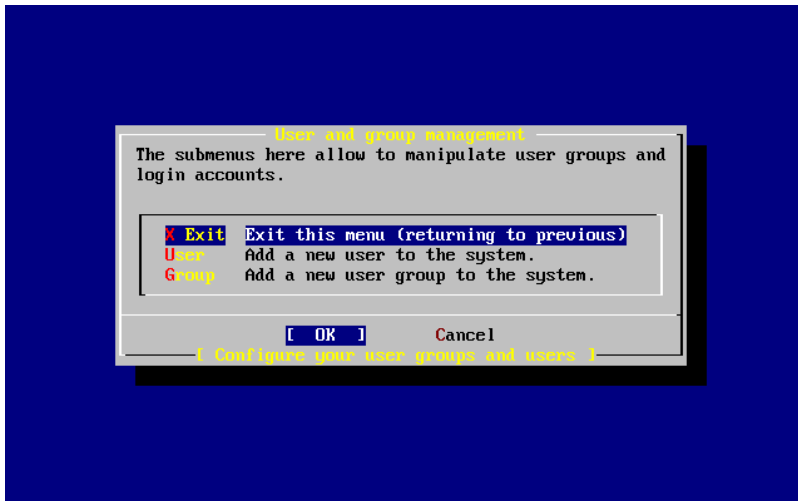 User and group management
The submenus here allow to manipulate user groups and
login accounts.
X Exit Exit this menu (returning to previous)
User Add a new user to the system.
Group Add a new user group to the system.
[ OK ] Cancel
[ Configure your user groups and users ]